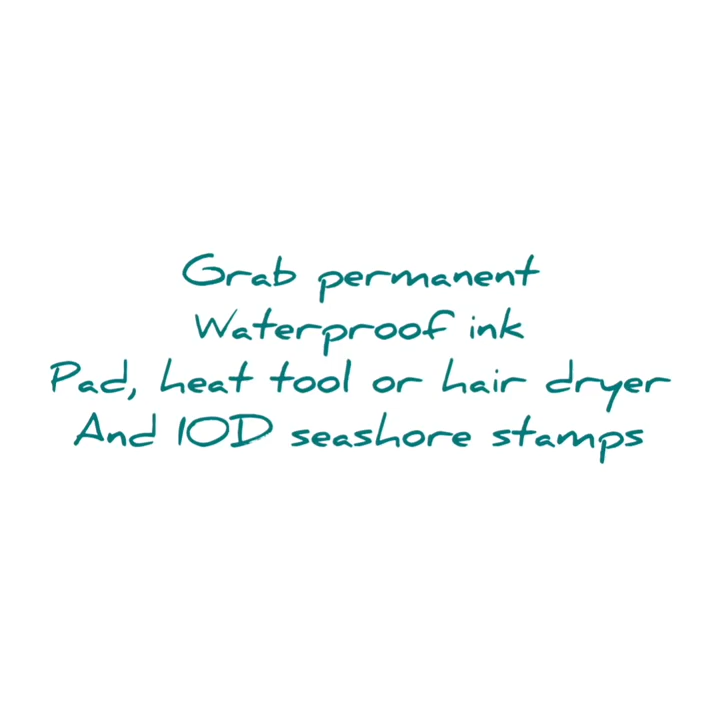 Grab permanent
Waterproof ink
Pad, heat tool or hair dryer
And IOD seashore stamps